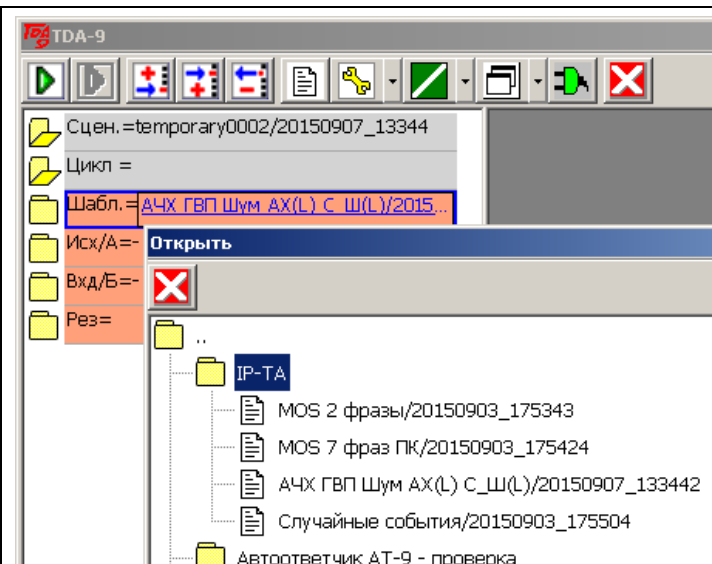 TDA 9 TDA-9
Сцен.=temporary0002/20150907_13344
Цикл =
Шабл.=АЧХ ГВП Шум АХ(L) С_Ш(L)/2015...
Исх/А=-
Открыть
Вхд/Б=-
Рез=
..
IP-TA
MOS 2 фразы/20150903_175343
MOS 7 фраз ПК/20150903_175424
АЧХ ГВП Шум АХ(L) С_Ш(L)/20150907_133442
Случайные события/20150903_175504
Автоответчик АТ-9 - проверка